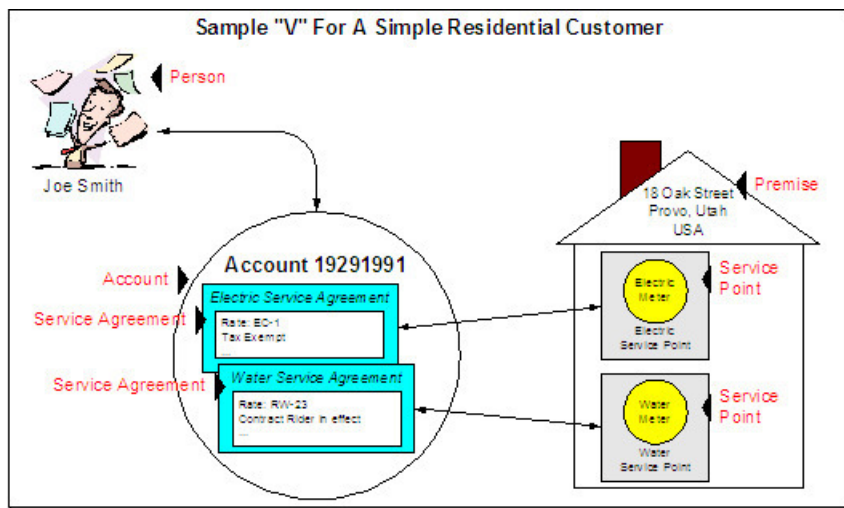 Sample "V" For A Simple Residential Customer
Person
Joe Smith
18 Oak Street
Provo, Utah
USA
Premise
Account 19291991
Account
Electric Service Agreement
Service Agreement
Rate: EC-1
Tax Exempt
...
Water Service Agreement
Service Agreement
Rate: RW-23
Contract Rider in effect
...
Electric
Meter
Electric
Service Point
Service
Point
Water
Meter
Water
Service Point
Service
Point